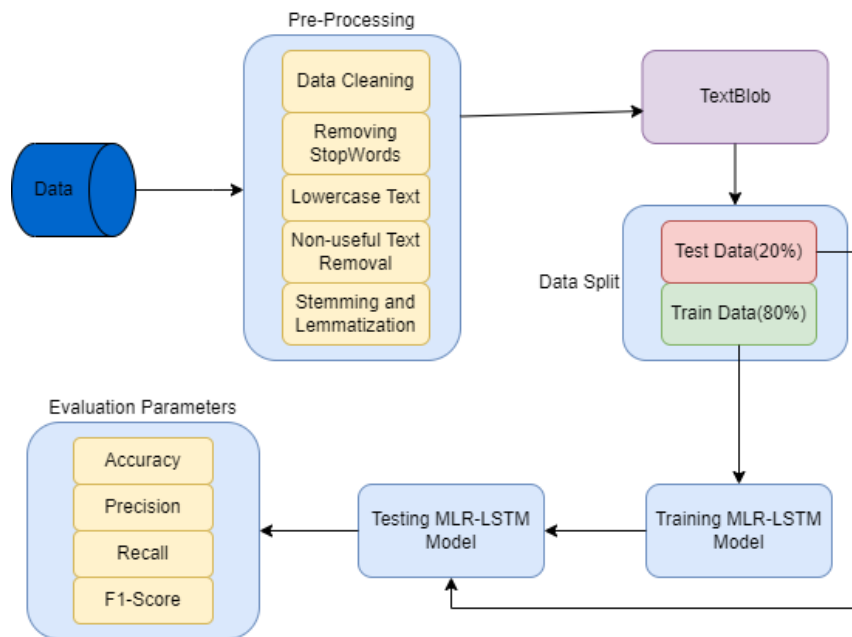 Pre-Processing
Data Cleaning
Removing
StopWords
Lowercase Text
Non-useful Text
Removal
Stemming and
Lemmatization
Data
TextBlob
Data Split
Test Data(20%)
Train Data(80%)
Training MLR-LSTM
Model
Testing MLR-LSTM
Model
Evaluation Parameters
Accuracy
Precision
Recall
F1-Score